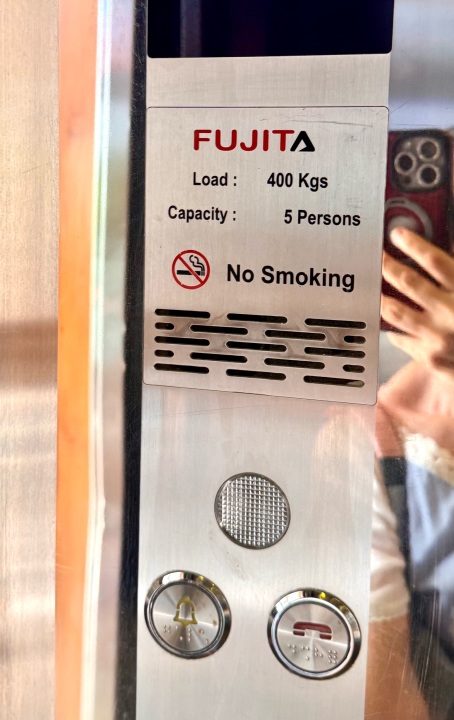 FUJITA
Load : 400 Kgs
Capacity : 5 Persons
No Smoking